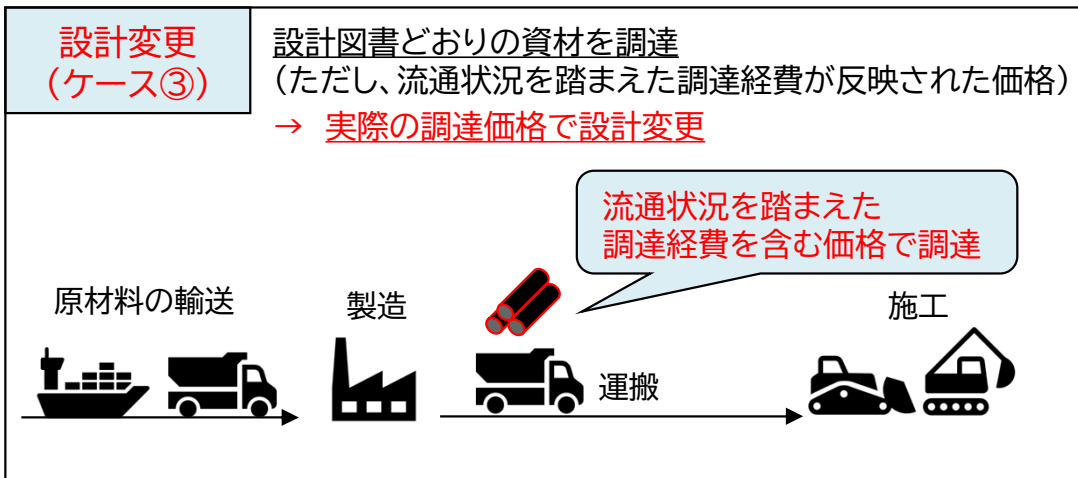 設計変更
(ケース③)
設計図書どおりの資材を調達
(ただし、流通状況を踏まえた調達経費が反映された価格)
→ 実際の調達価格で設計変更
流通状況を踏まえた
調達経費を含む価格で調達
原材料の輸送
製造
施工
運搬